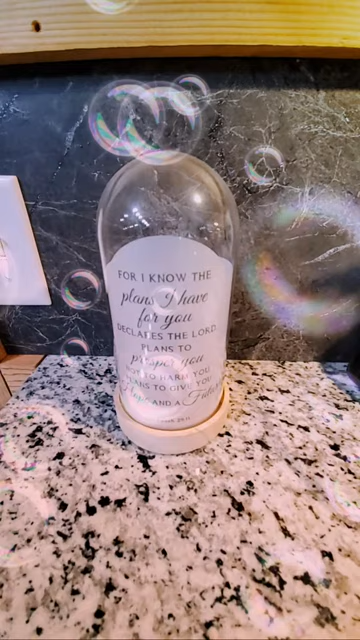 FOR I KNOW THE
plans I have
for you
DECLARES THE LORD
PLANS TO
prosper you
NOT TO HARM YOU
PLANS TO GIVE YOU
Hope AND A Future